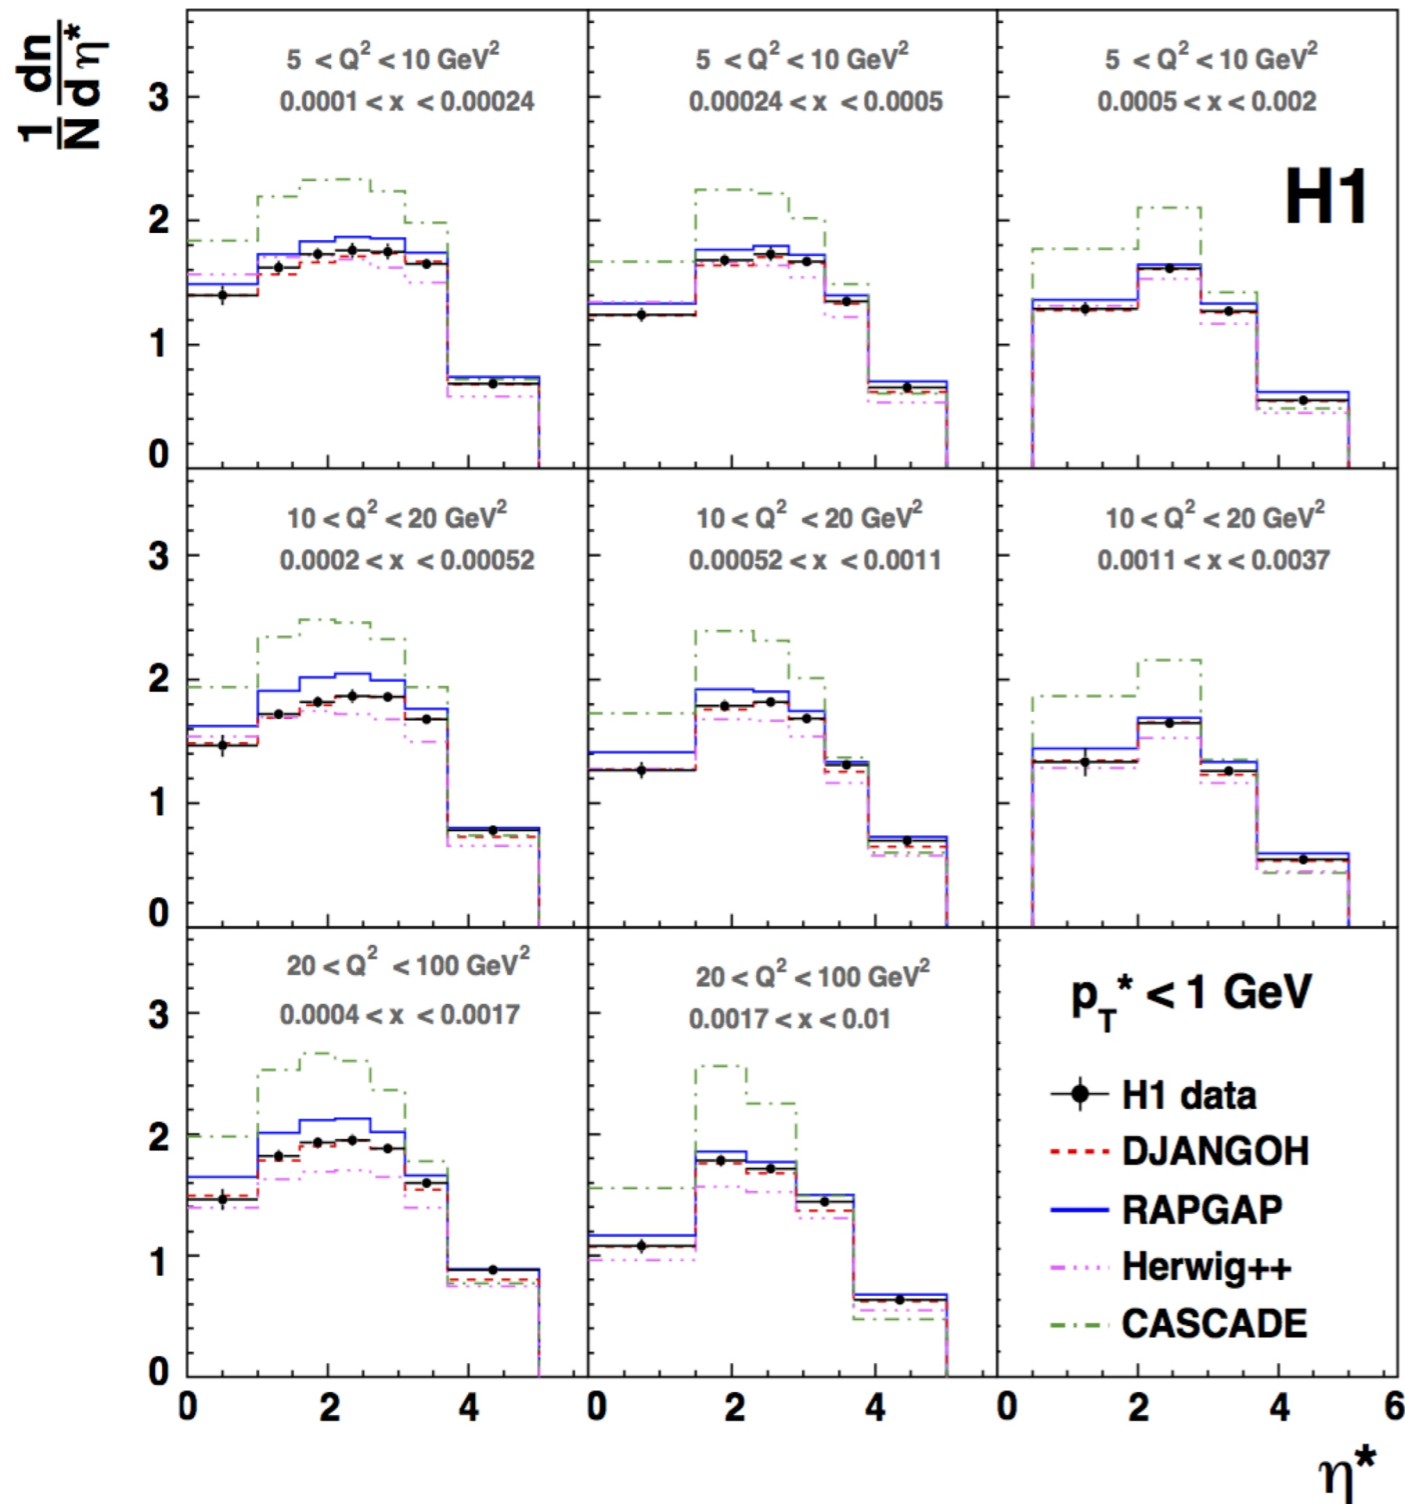 1 dn
N d η*
5 < Q² < 10 GeV²
0.0001 < x < 0.00024
5 < Q² < 10 GeV²
0.00024 < x < 0.0005
5 < Q² < 10 GeV²
0.0005 < x < 0.002
H1
3
2
1
0
10 < Q² < 20 GeV²
0.0002 < x < 0.00052
10 < Q² < 20 GeV²
0.00052 < x < 0.0011
10 < Q² < 20 GeV²
0.0011 < x < 0.0037
3
2
1
0
20 < Q² < 100 GeV²
0.0004 < x < 0.0017
20 < Q² < 100 GeV²
0.0017 < x < 0.01
3
2
1
0
p_T* < 1 GeV
H1 data
DJANGOH
RAPGAP
Herwig++
CASCADE
0 2 4 0 2 4 0 2 4 6
η*